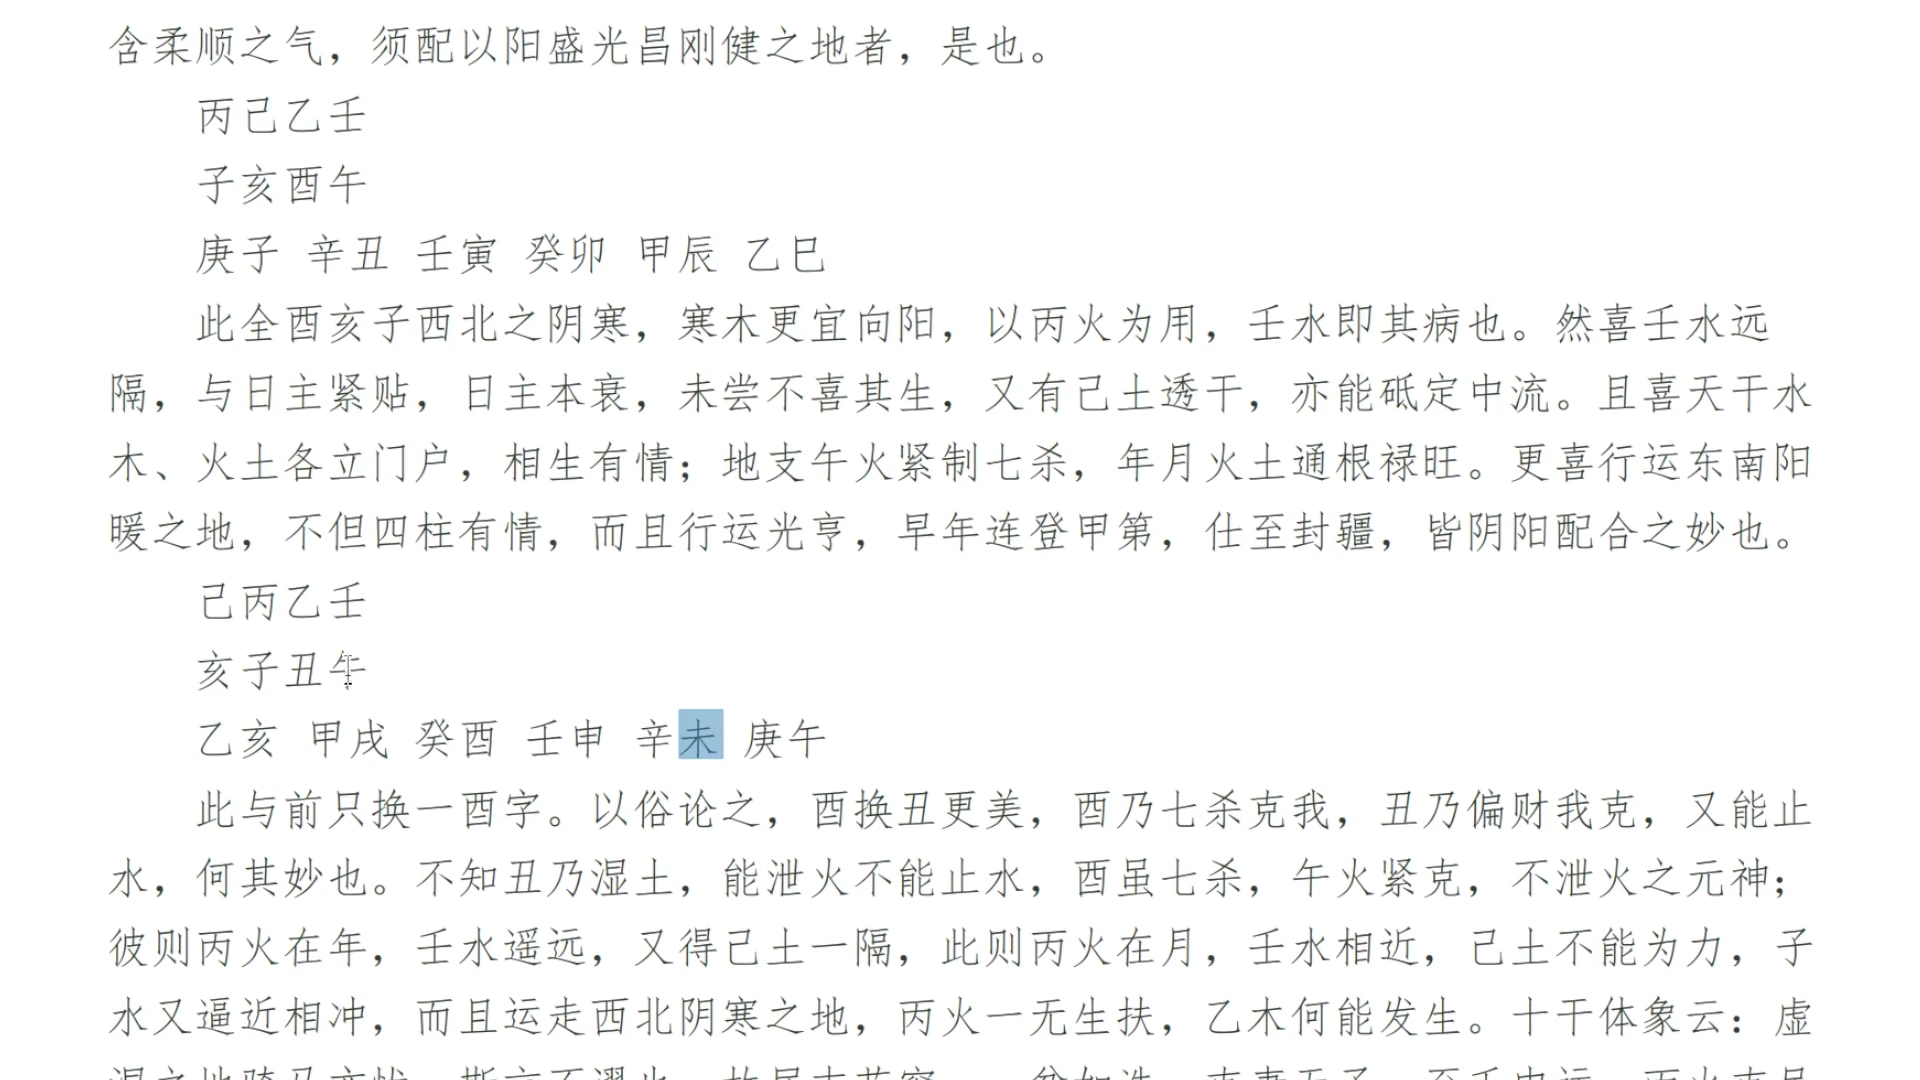 含柔顺之气，须配以阳盛光昌刚健之地者，是也。
丙己乙壬
子亥酉午
庚子 辛丑 壬寅 癸卯 甲辰 乙巳
此全酉亥子西北之阴寒，寒木更宜向阳，以丙火为用，壬水即其病也。然喜壬水远
隔，与日主紧贴，日主本衰，未尝不喜其生，又有己土透干，亦能砥定中流。且喜天干水
木、火土各立门户，相生有情；地支午火紧制七杀，年月火土通根禄旺。更喜行运东南阳
暖之地，不但四柱有情，而且行运光亨，早年连登甲第，仕至封疆，皆阴阳配合之妙也。
己丙乙壬
亥子丑午
乙亥 甲戌 癸酉 壬申 辛未 庚午
此与前只换一酉字。以俗论之，酉换丑更美，酉乃七杀克我，丑乃偏财我克，又能止
水，何其妙也。不知丑乃湿土，能泄火不能止水，酉虽七杀，午火紧克，不泄火之元神；
彼则丙火在年，壬水遥远，又得己土一隔，此则丙火在月，壬水相近，己土不能为力，子
水又逼近相冲，而且运走西北阴寒之地，丙火一无生扶，乙木何能发生。十干体象云：虚